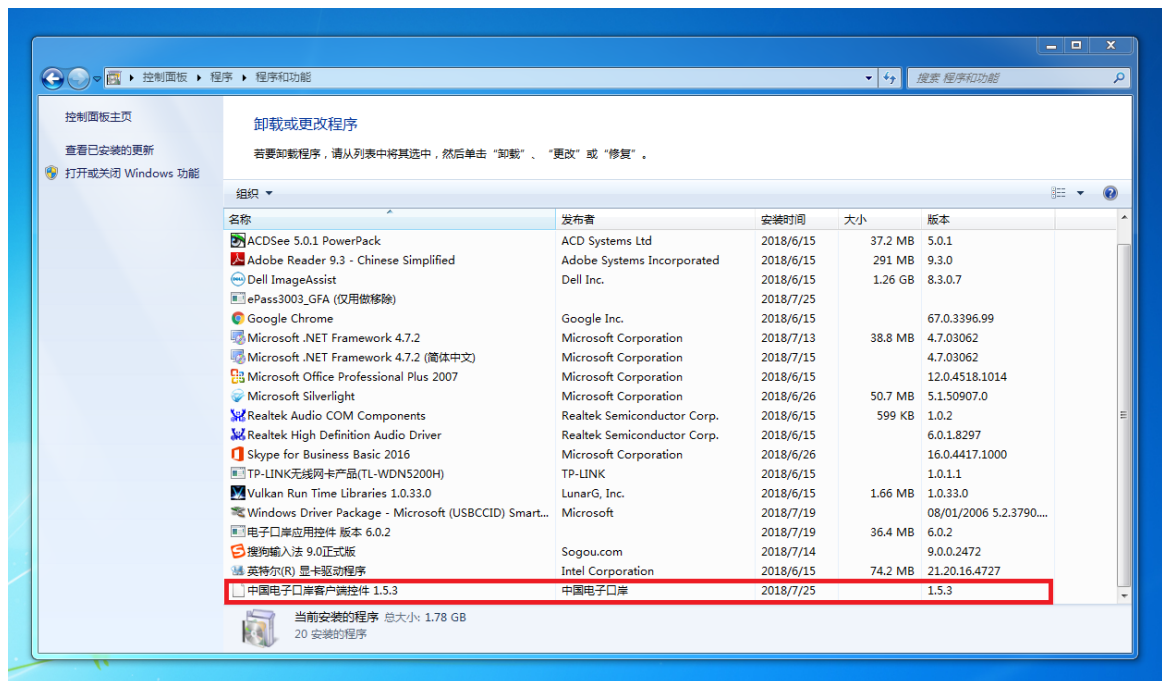 控制面板 ▸ 程序 ▸ 程序和功能
搜索 程序和功能
控制面板主页
查看已安装的更新
打开或关闭 Windows 功能
卸载或更改程序
若要卸载程序，请从列表中将其选中，然后单击“卸载”、“更改”或“修复”。
组织
名称 发布者 安装时间 大小 版本
ACDSee 5.0.1 PowerPack ACD Systems Ltd 2018/6/15 37.2 MB 5.0.1
Adobe Reader 9.3 - Chinese Simplified Adobe Systems Incorporated 2018/6/15 291 MB 9.3.0
Dell ImageAssist Dell Inc. 2018/6/15 1.26 GB 8.3.0.7
ePass3003_GFA (仅用做移除) 2018/7/25
Google Chrome Google Inc. 2018/6/15 67.0.3396.99
Microsoft .NET Framework 4.7.2 Microsoft Corporation 2018/7/13 38.8 MB 4.7.03062
Microsoft .NET Framework 4.7.2 (简体中文) Microsoft Corporation 2018/7/15 4.7.03062
Microsoft Office Professional Plus 2007 Microsoft Corporation 2018/6/15 12.0.4518.1014
Microsoft Silverlight Microsoft Corporation 2018/6/26 50.7 MB 5.1.50907.0
Realtek Audio COM Components Realtek Semiconductor Corp. 2018/6/15 599 KB 1.0.2
Realtek High Definition Audio Driver Realtek Semiconductor Corp. 2018/6/15 6.0.1.8297
Skype for Business Basic 2016 Microsoft Corporation 2018/6/26 16.0.4417.1000
TP-LINK无线网卡产品(TL-WDN5200H) TP-LINK 2018/6/15 1.0.1.1
Vulkan Run Time Libraries 1.0.33.0 LunarG, Inc. 2018/6/15 1.66 MB 1.0.33.0
Windows Driver Package - Microsoft (USBCCID) Smart... Microsoft 2018/7/19 08/01/2006 5.2.3790....
电子口岸应用控件 版本 6.0.2 2018/7/19 36.4 MB 6.0.2
搜狗输入法 9.0正式版 Sogou.com 2018/7/14 9.0.0.2472
英特尔(R) 显卡驱动程序 Intel Corporation 2018/6/15 74.2 MB 21.20.16.4727
中国电子口岸客户端控件 1.5.3 中国电子口岸 2018/7/25 1.5.3
当前安装的程序 总大小: 1.78 GB
20 安装的程序